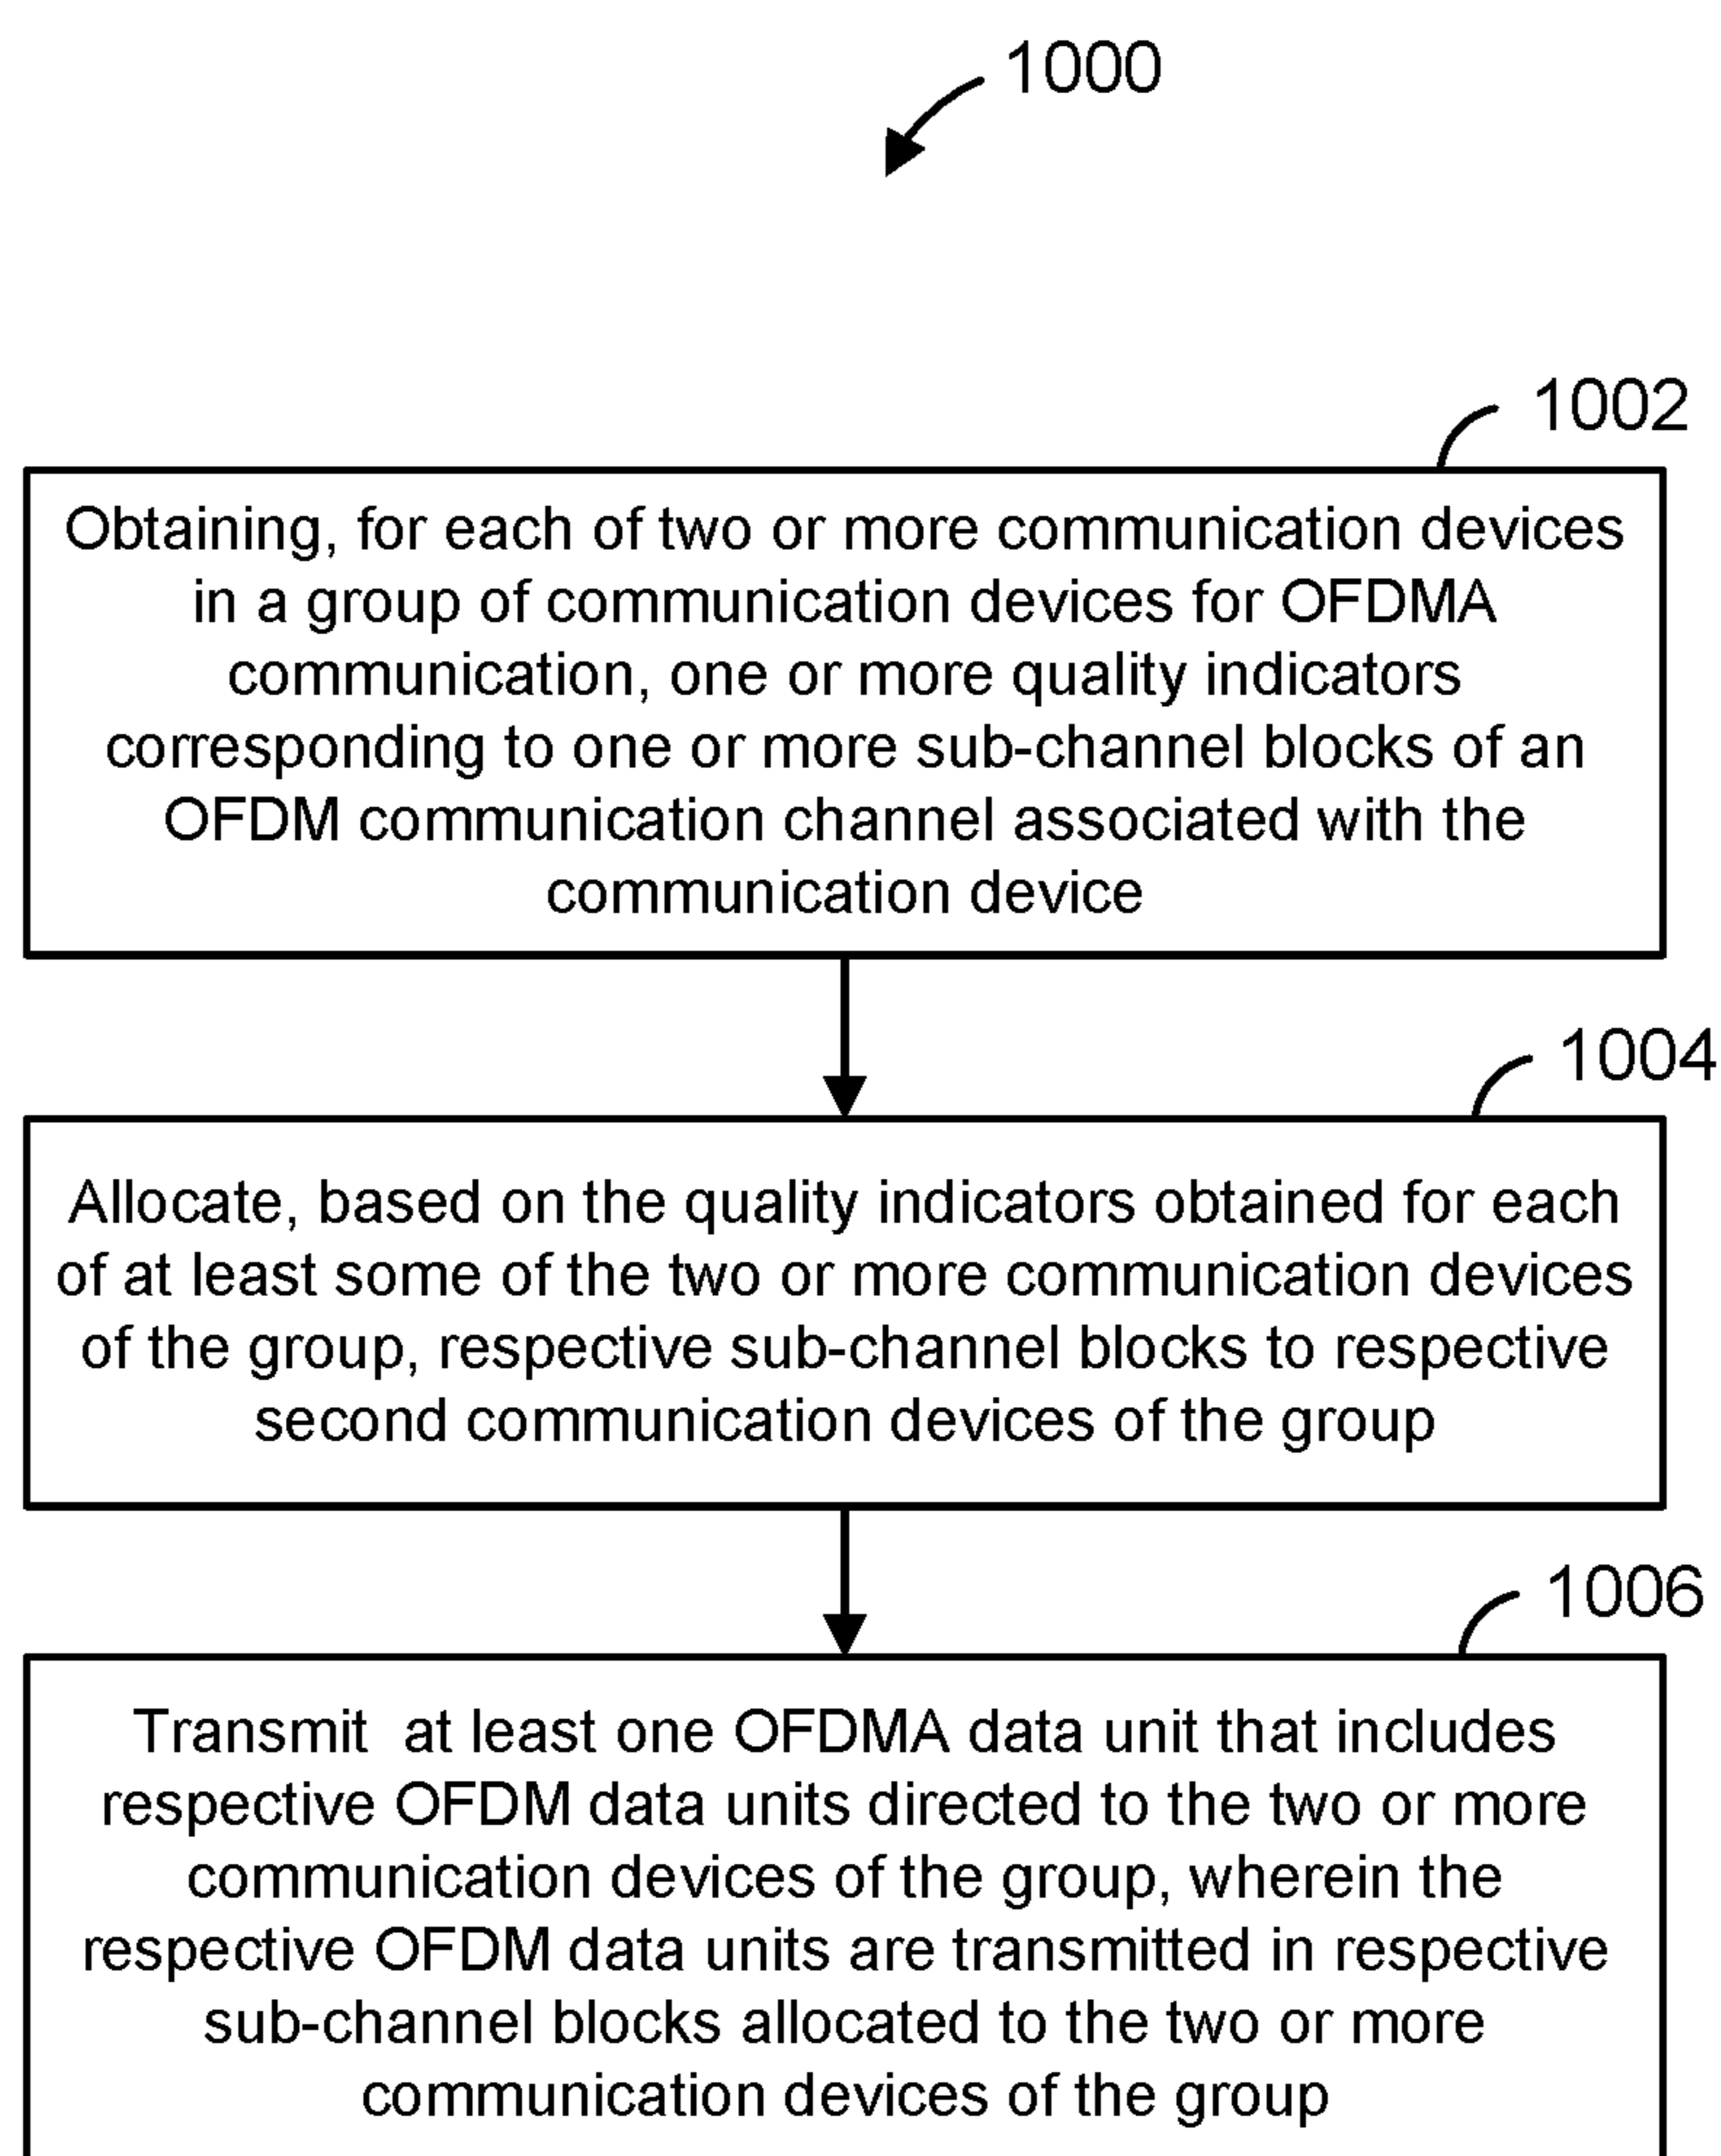 1000
1002
Obtaining, for each of two or more communication devices
in a group of communication devices for OFDMA
communication, one or more quality indicators
corresponding to one or more sub-channel blocks of an
OFDM communication channel associated with the
communication device
1004
Allocate, based on the quality indicators obtained for each
of at least some of the two or more communication devices
of the group, respective sub-channel blocks to respective
second communication devices of the group
1006
Transmit at least one OFDMA data unit that includes
respective OFDM data units directed to the two or more
communication devices of the group, wherein the
respective OFDM data units are transmitted in respective
sub-channel blocks allocated to the two or more
communication devices of the group